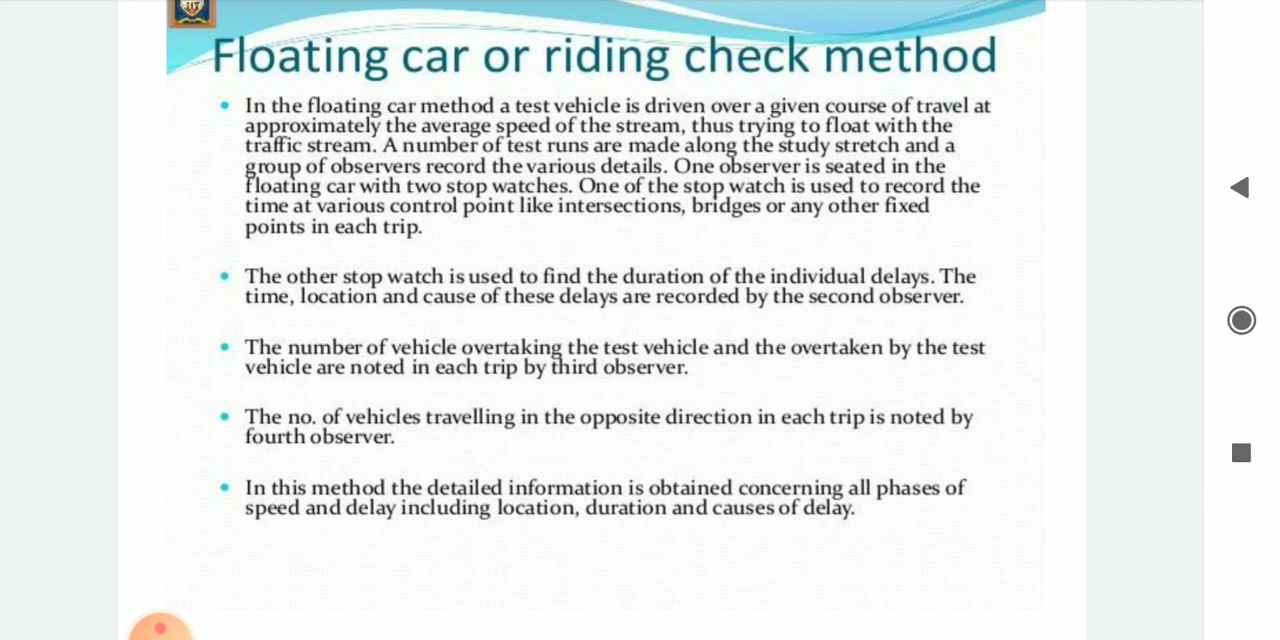 Floating car or riding check method
• In the floating car method a test vehicle is driven over a given course of travel at
approximately the average speed of the stream, thus trying to float with the
traffic stream. A number of test runs are made along the study stretch and a
group of observers record the various details. One observer is seated in the
floating car with two stop watches. One of the stop watch is used to record the
time at various control point like intersections, bridges or any other fixed
points in each trip.
• The other stop watch is used to find the duration of the individual delays. The
time, location and cause of these delays are recorded by the second observer.
• The number of vehicle overtaking the test vehicle and the overtaken by the test
vehicle are noted in each trip by third observer.
• The no. of vehicles travelling in the opposite direction in each trip is noted by
fourth observer.
• In this method the detailed information is obtained concerning all phases of
speed and delay including location, duration and causes of delay.